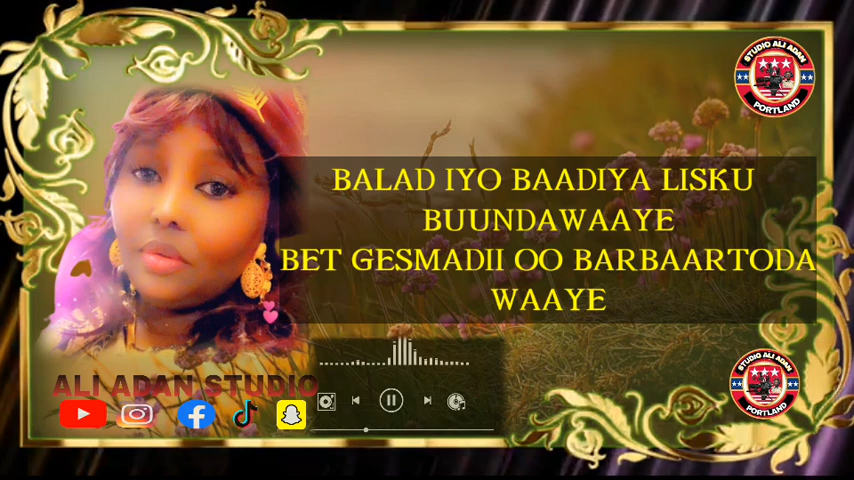 STUDIO ALI ADAN
PORTLAND
BALAD IYO BAADIYA LISKU
BUUNDAWAAYE
BET GESMADII OO BARBAARTODA
WAAYE
ALI ADAN STUDIO
STUDIO ALI ADAN
PORTLAND